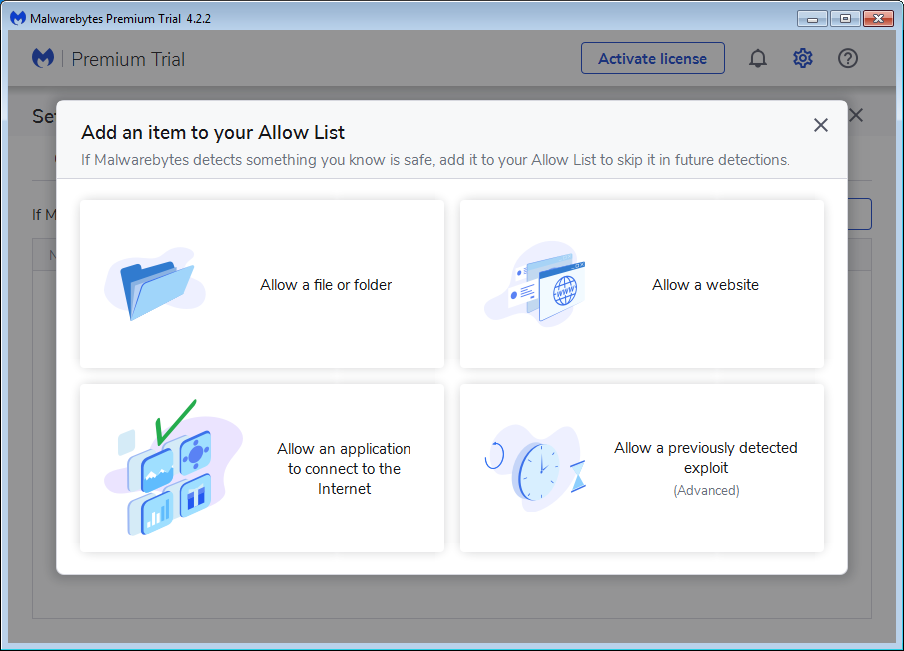 Malwarebytes Premium Trial 4.2.2
Premium Trial
Activate license
Add an item to your Allow List
If Malwarebytes detects something you know is safe, add it to your Allow List to skip it in future detections.
If M
Allow a file or folder
Allow a website
WWW
Allow an application
to connect to the
Internet
Allow a previously detected
exploit
(Advanced)